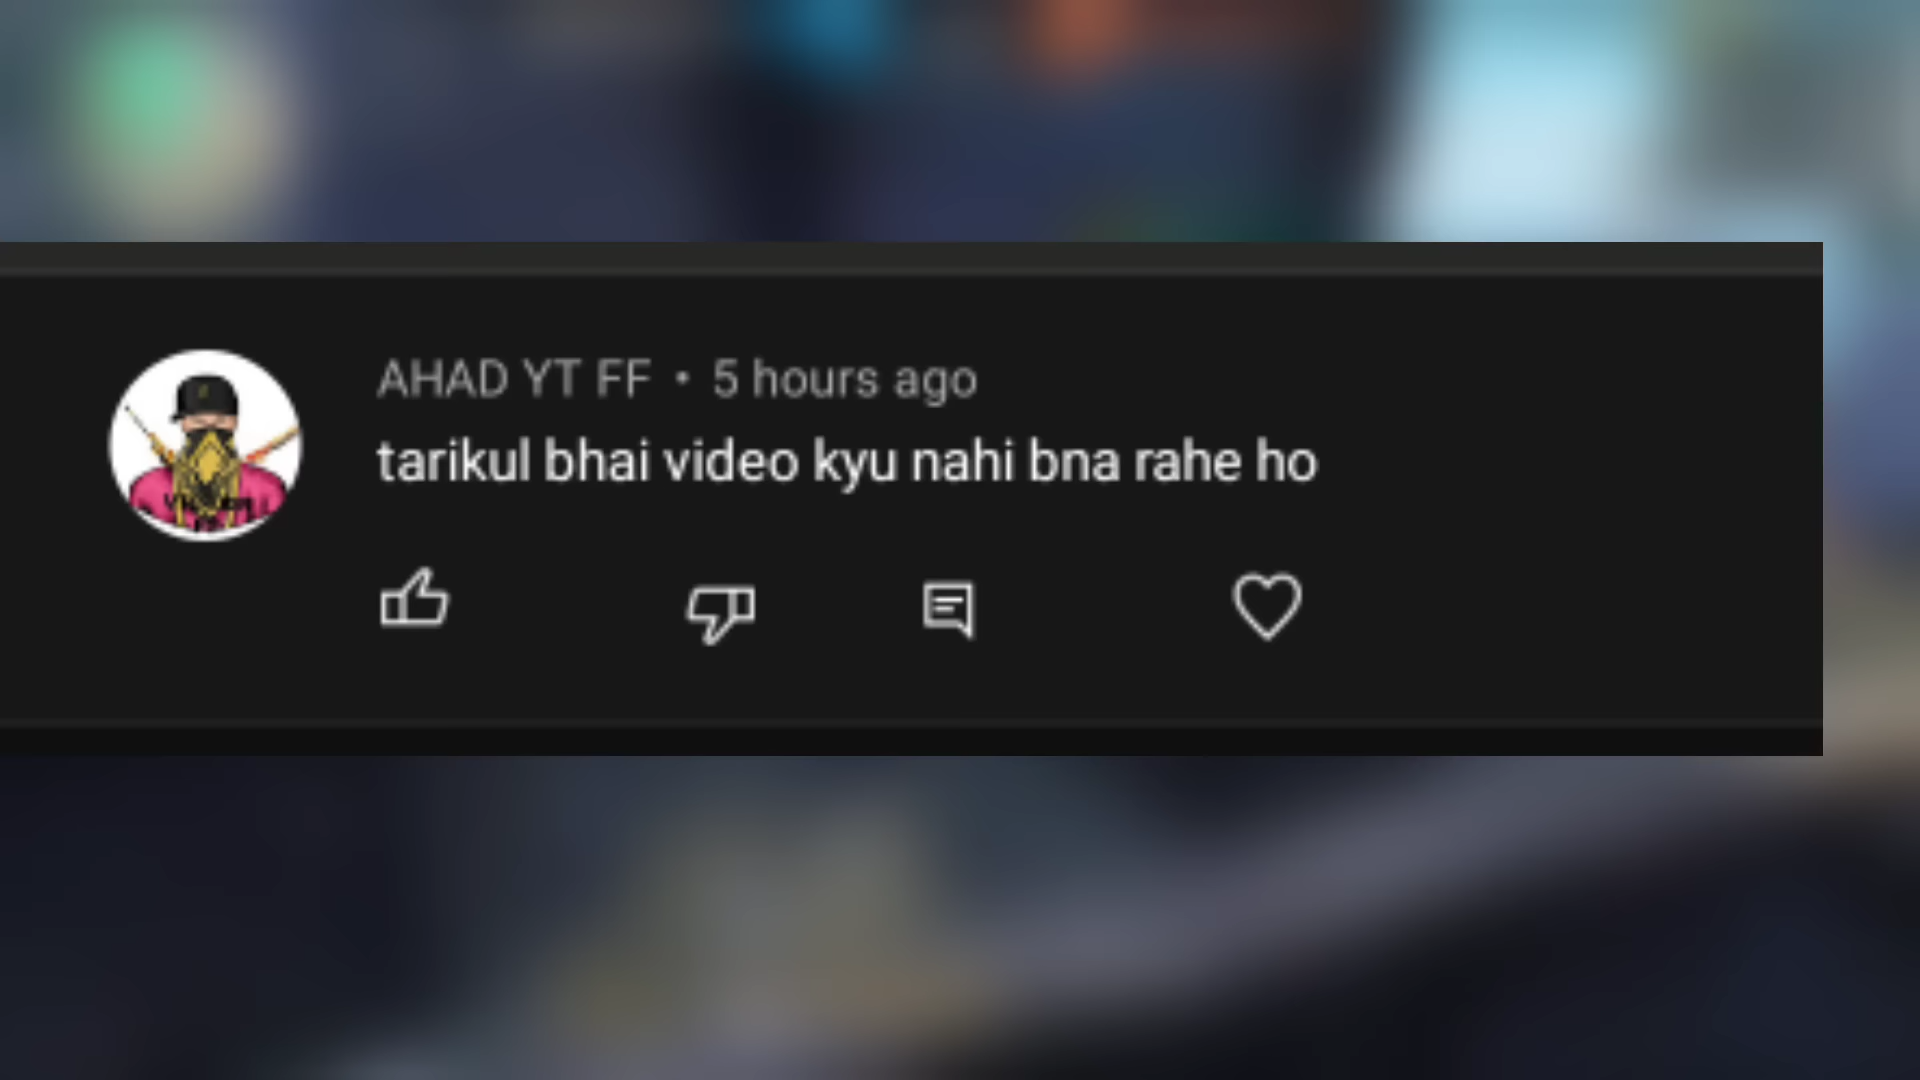 AHAD YT FF • 5 hours ago
tarikul bhai video kyu nahi bna rahe ho